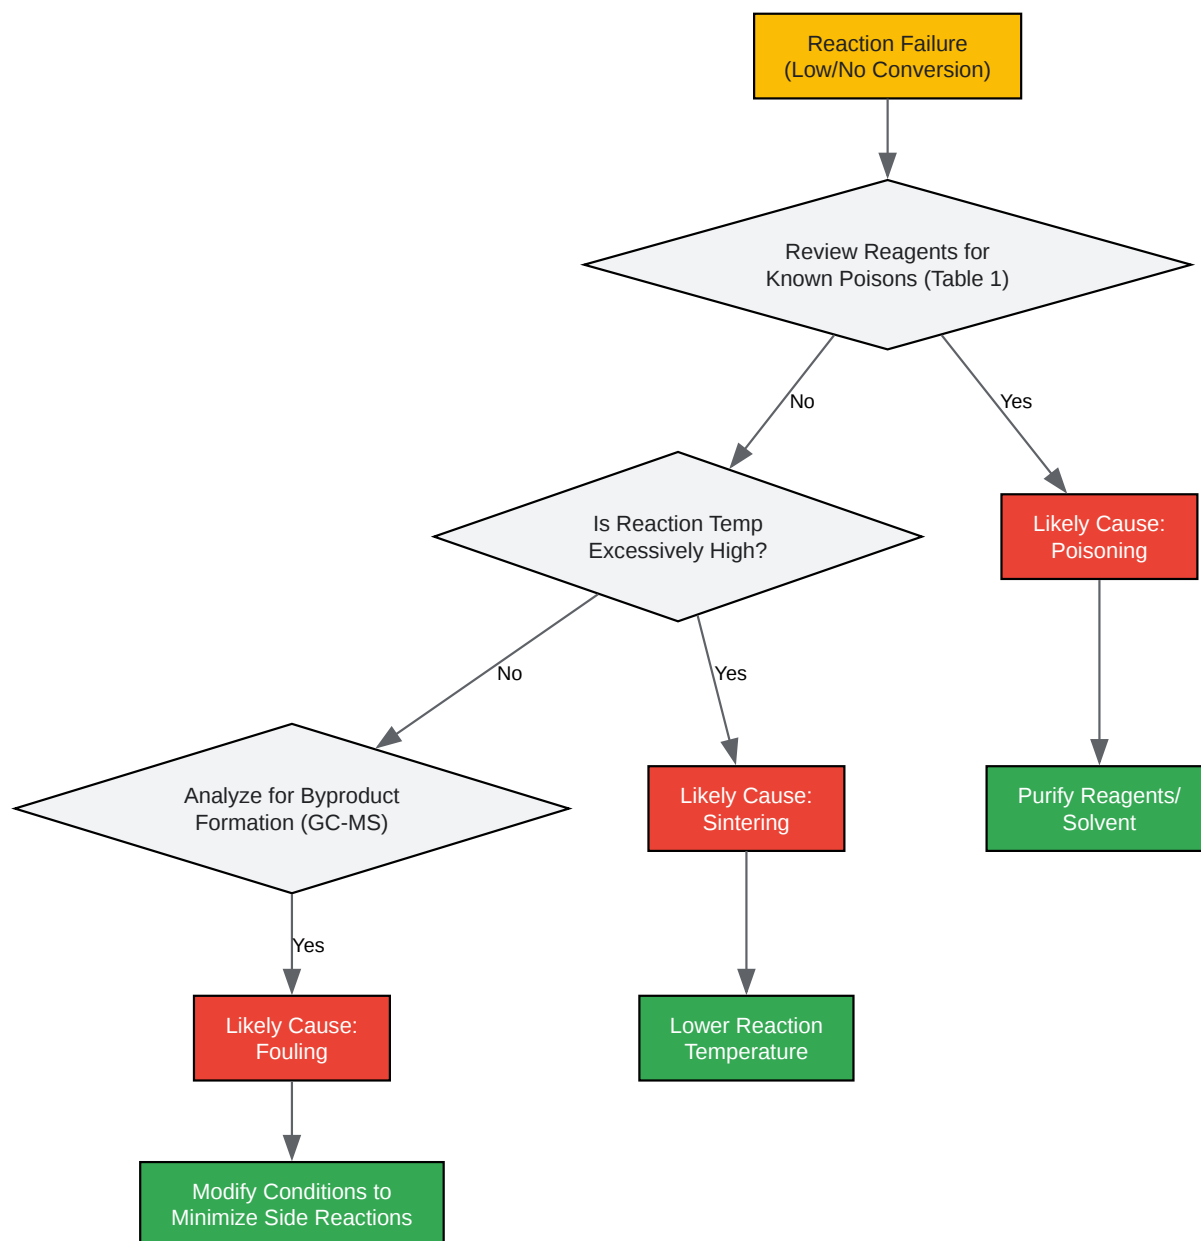 Reaction Failure
(Low/No Conversion)
Review Reagents for
Known Poisons (Table 1)
No
Yes
Is Reaction Temp
Excessively High?
Likely Cause:
Poisoning
No
Yes
Analyze for Byproduct
Formation (GC-MS)
Likely Cause:
Sintering
Purify Reagents/
Solvent
Yes
Likely Cause:
Fouling
Lower Reaction
Temperature
Modify Conditions to
Minimize Side Reactions